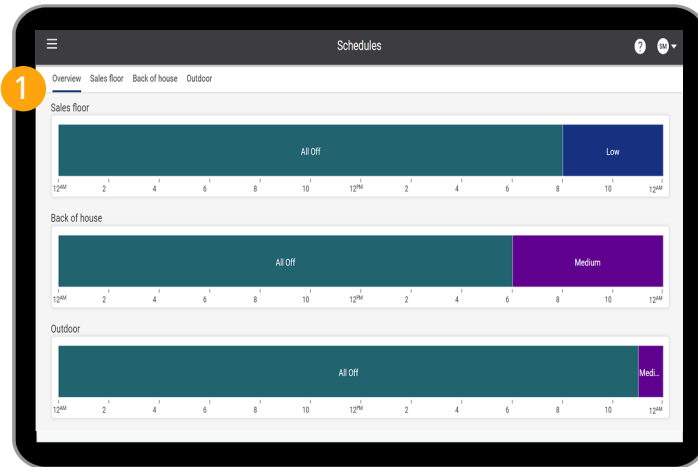 Schedules
?
SM
1
Overview Sales floor Back of house Outdoor
Sales floor
All Off Low
12AM 2 4 6 8 10 12PM 2 4 6 8 10 12AM
Back of house
All Off Medium
12AM 2 4 6 8 10 12PM 2 4 6 8 10 12AM
Outdoor
All Off Medi...
12AM 2 4 6 8 10 12PM 2 4 6 8 10 12AM